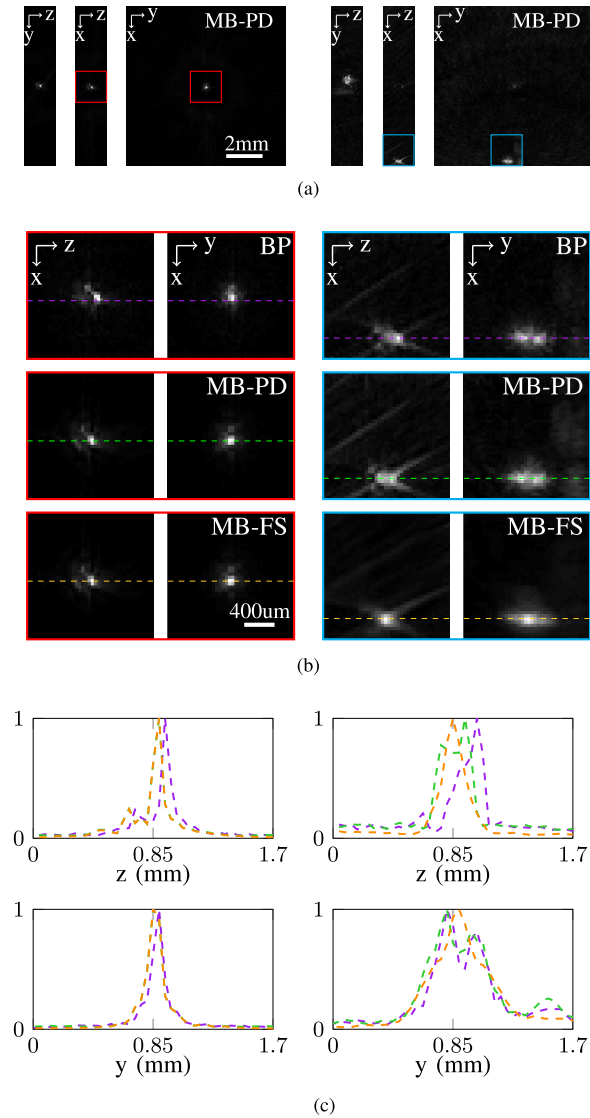 z
y
z
x
y
x
MB-PD
2mm
z
y
z
x
y
x
MB-PD
(a)
z
x
y
x
BP
z
x
y
x
BP
MB-PD
MB-PD
MB-FS
400um
MB-FS
(b)
1
0
0 0.85 1.7
z (mm)
1
0
0 0.85 1.7
z (mm)
1
0
0 0.85 1.7
y (mm)
1
0
0 0.85 1.7
y (mm)
(c)